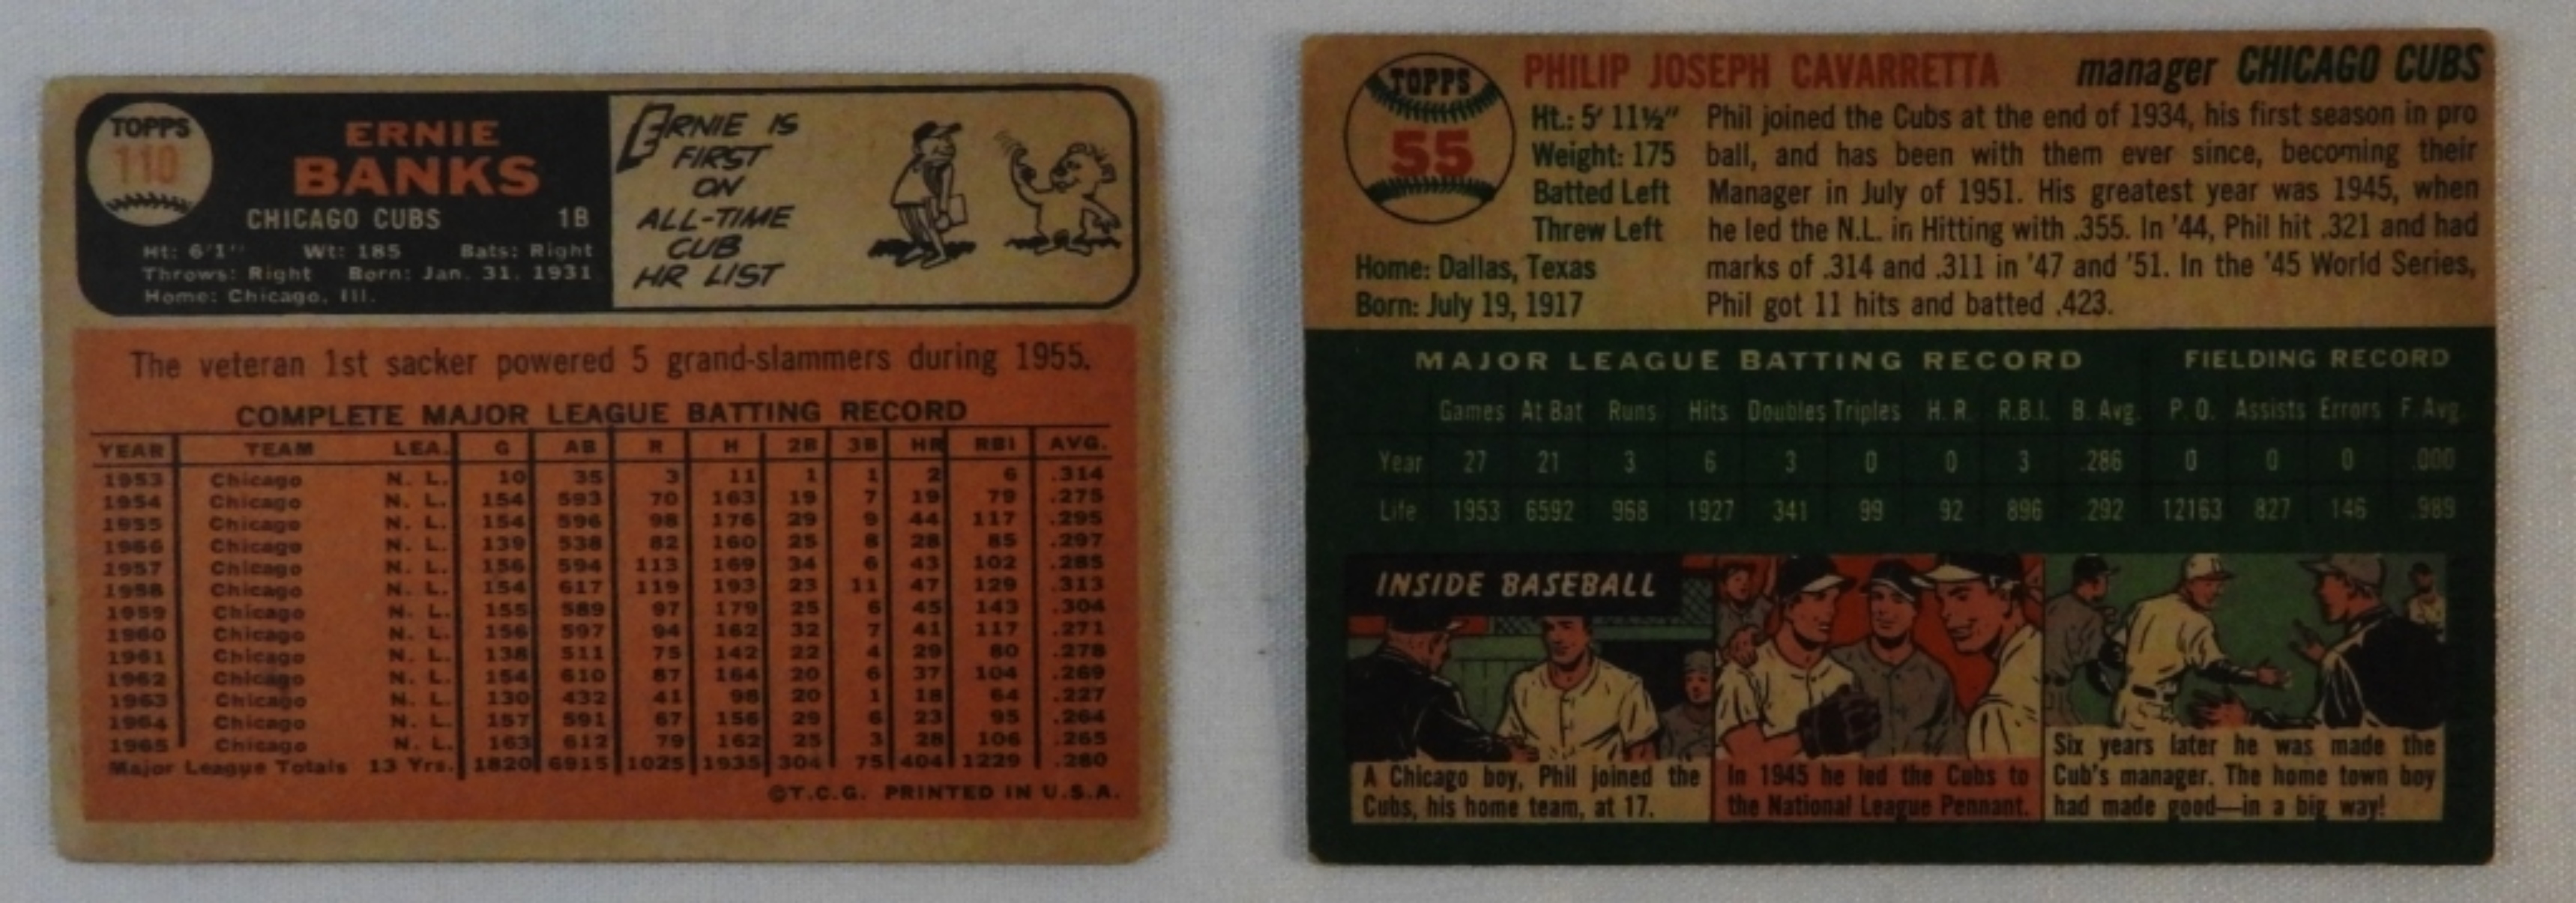 TOPPS
110
ERNIE
BANKS
CHICAGO CUBS 1B
Ht: 6'1" Wt: 185 Bats: Right
Throws: Right Born: Jan. 31, 1931
Home: Chicago, Ill.
ERNIE IS
FIRST
ON
ALL-TIME
CUB
HR LIST
The veteran 1st sacker powered 5 grand-slammers during 1955.
COMPLETE MAJOR LEAGUE BATTING RECORD
YEAR TEAM LEA. G AB R H 2B 3B HR RBI AVG.
1953 Chicago N. L. 10 35 3 11 1 1 2 6 .314
1954 Chicago N. L. 154 593 70 163 19 7 19 79 .275
1955 Chicago N. L. 154 596 98 176 29 9 44 117 .295
1956 Chicago N. L. 139 538 82 160 25 8 28 85 .297
1957 Chicago N. L. 156 594 113 169 34 6 43 102 .285
1958 Chicago N. L. 154 617 119 193 23 11 47 129 .313
1959 Chicago N. L. 155 589 97 179 25 6 45 143 .304
1960 Chicago N. L. 156 597 94 162 32 7 41 117 .271
1961 Chicago N. L. 138 511 75 142 22 4 29 80 .278
1962 Chicago N. L. 154 610 87 164 20 6 37 104 .269
1963 Chicago N. L. 130 432 41 98 20 1 18 64 .227
1964 Chicago N. L. 157 591 67 156 29 6 23 95 .264
1965 Chicago N. L. 163 612 79 162 25 3 28 106 .265
Major League Totals 13 Yrs. 1820 6915 1025 1935 304 75 404 1229 .280
©T.C.G. PRINTED IN U.S.A.
TOPPS
55
PHILIP JOSEPH CAVARRETTA manager CHICAGO CUBS
Ht.: 5' 11½"
Weight: 175
Batted Left
Threw Left
Home: Dallas, Texas
Born: July 19, 1917
Phil joined the Cubs at the end of 1934, his first season in pro
ball, and has been with them ever since, becoming their
Manager in July of 1951. His greatest year was 1945, when
he led the N.L. in Hitting with .355. In '44, Phil hit .321 and had
marks of .314 and .311 in '47 and '51. In the '45 World Series,
Phil got 11 hits and batted .423.
MAJOR LEAGUE BATTING RECORD FIELDING RECORD
Games At Bat Runs Hits Doubles Triples H. R. R.B.I. B. Avg. P. O. Assists Errors F. Avg.
Year 27 21 3 6 3 0 0 3 .286 0 0 0 .000
Life 1953 6592 968 1927 341 99 92 896 .292 12163 827 146 .989
INSIDE BASEBALL
A Chicago boy, Phil joined the
Cubs, his home team, at 17.
In 1945 he led the Cubs to
the National League Pennant.
Six years later he was made the
Cub's manager. The home town boy
had made good—in a big way!